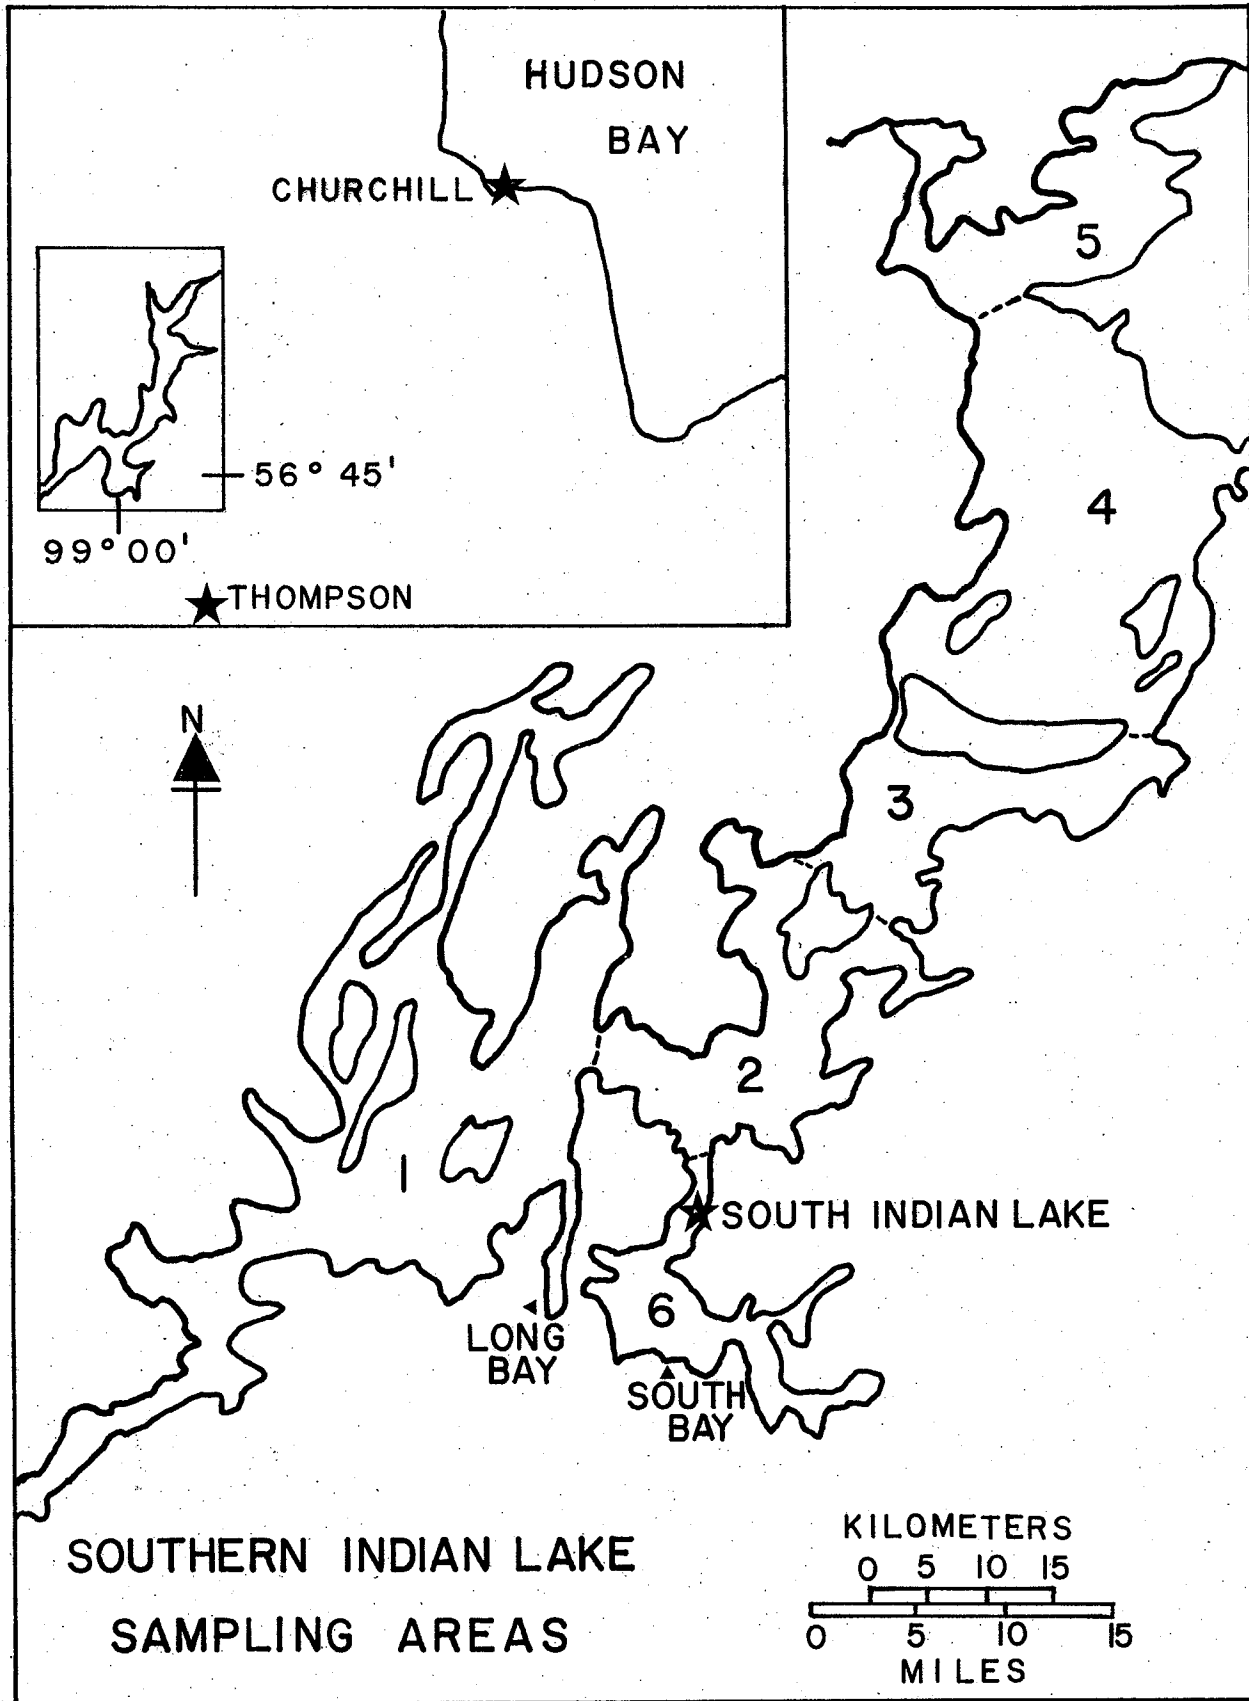 HUDSON
BAY
CHURCHILL
56° 45'
99° 00'
THOMPSON
5
4
N
3
2
1
SOUTH INDIAN LAKE
6
LONG
BAY
SOUTH
BAY
SOUTHERN INDIAN LAKE
SAMPLING AREAS
KILOMETERS
0 5 10 15
0 5 10 15
MILES